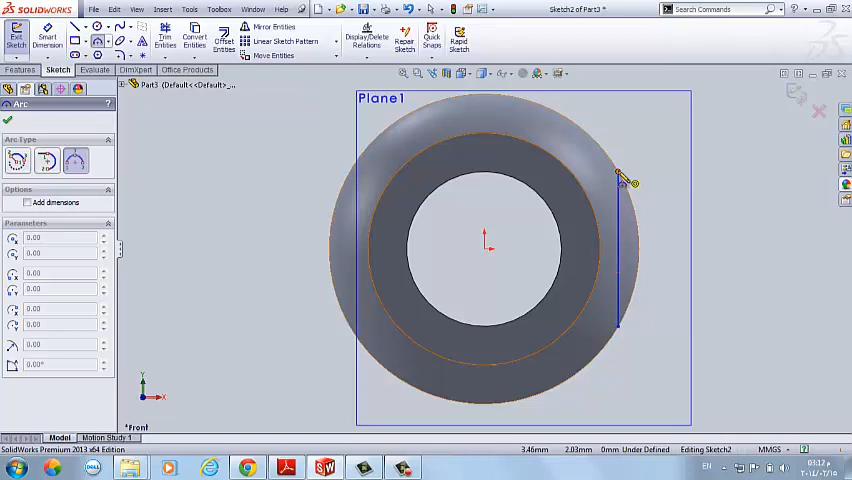 SOLIDWORKS
File Edit View Insert Tools Toolbox Window Help
Sketch2 of Part3 *
Search Commands
Exit Sketch
Smart Dimension
Trim Entities
Convert Entities
Offset Entities
Mirror Entities
Linear Sketch Pattern
Move Entities
Display/Delete Relations
Repair Sketch
Quick Snaps
Rapid Sketch
Features Sketch Evaluate DimXpert Office Products
Part3 (Default<<Default>_...
Arc
?
Arc Type
Options
Add dimensions
Parameters
0.00
0.00
0.00
0.00
0.00
0.00
0.00
0.00°
Plane1
Y
X
*Front
Model Motion Study 1
SolidWorks Premium 2013 x64 Edition
3.46mm 2.03mm 0mm Under Defined Editing Sketch2 MMGS
EN
03:12 م